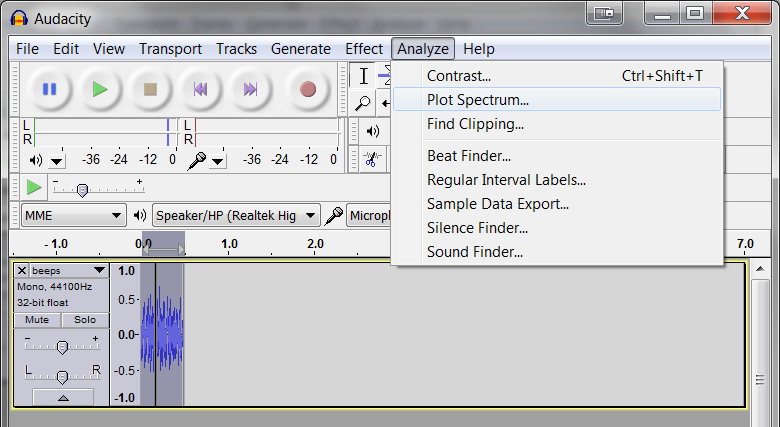 Audacity
File Edit View Transport Tracks Generate Effect Analyze Help
Contrast... Ctrl+Shift+T
Plot Spectrum...
Find Clipping...
Beat Finder...
Regular Interval Labels...
Sample Data Export...
Silence Finder...
Sound Finder...
L L
R R
-36 -24 -12 0 -36 -24 -12 0
- +
MME Speaker/HP (Realtek Hig Microph
- 1.0 0.0 1.0 2.0 7.0
beeps 1.0
Mono, 44100Hz
32-bit float 0.5
Mute Solo
- + 0.0
L R -0.5
-1.0